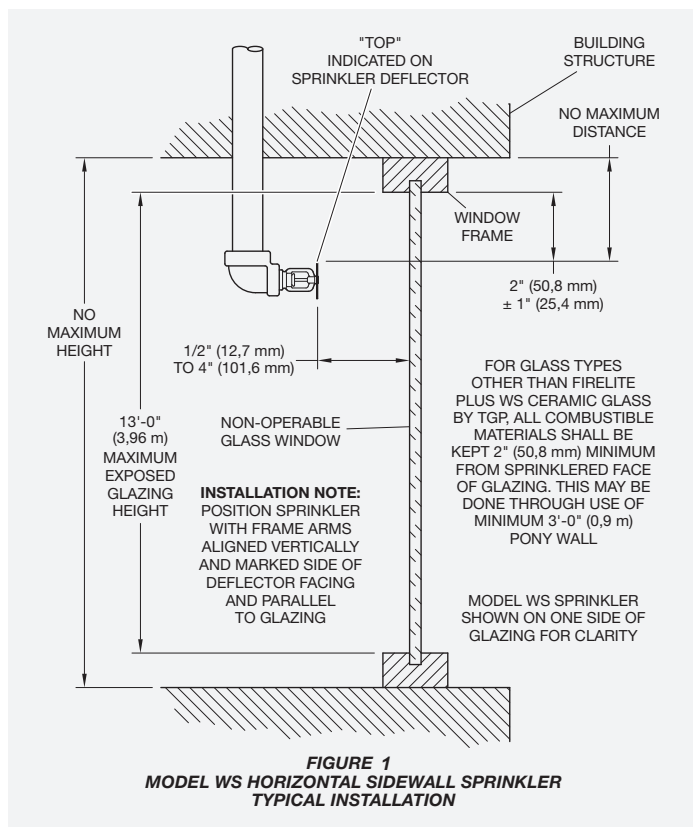 "TOP"
INDICATED ON
SPRINKLER DEFLECTOR
BUILDING
STRUCTURE
NO MAXIMUM
DISTANCE
WINDOW
FRAME
2" (50,8 mm)
± 1" (25,4 mm)
NO
MAXIMUM
HEIGHT
1/2" (12,7 mm)
TO 4" (101,6 mm)
13'-0"
(3,96 m)
MAXIMUM
EXPOSED
GLAZING
HEIGHT
NON-OPERABLE
GLASS WINDOW
INSTALLATION NOTE:
POSITION SPRINKLER
WITH FRAME ARMS
ALIGNED VERTICALLY
AND MARKED SIDE OF
DEFLECTOR FACING
AND PARALLEL
TO GLAZING
FOR GLASS TYPES
OTHER THAN FIRELITE
PLUS WS CERAMIC GLASS
BY TGP, ALL COMBUSTIBLE
MATERIALS SHALL BE
KEPT 2" (50,8 mm) MINIMUM
FROM SPRINKLERED FACE
OF GLAZING. THIS MAY BE
DONE THROUGH USE OF
MINIMUM 3'-0" (0,9 m)
PONY WALL
MODEL WS SPRINKLER
SHOWN ON ONE SIDE OF
GLAZING FOR CLARITY
FIGURE 1
MODEL WS HORIZONTAL SIDEWALL SPRINKLER
TYPICAL INSTALLATION